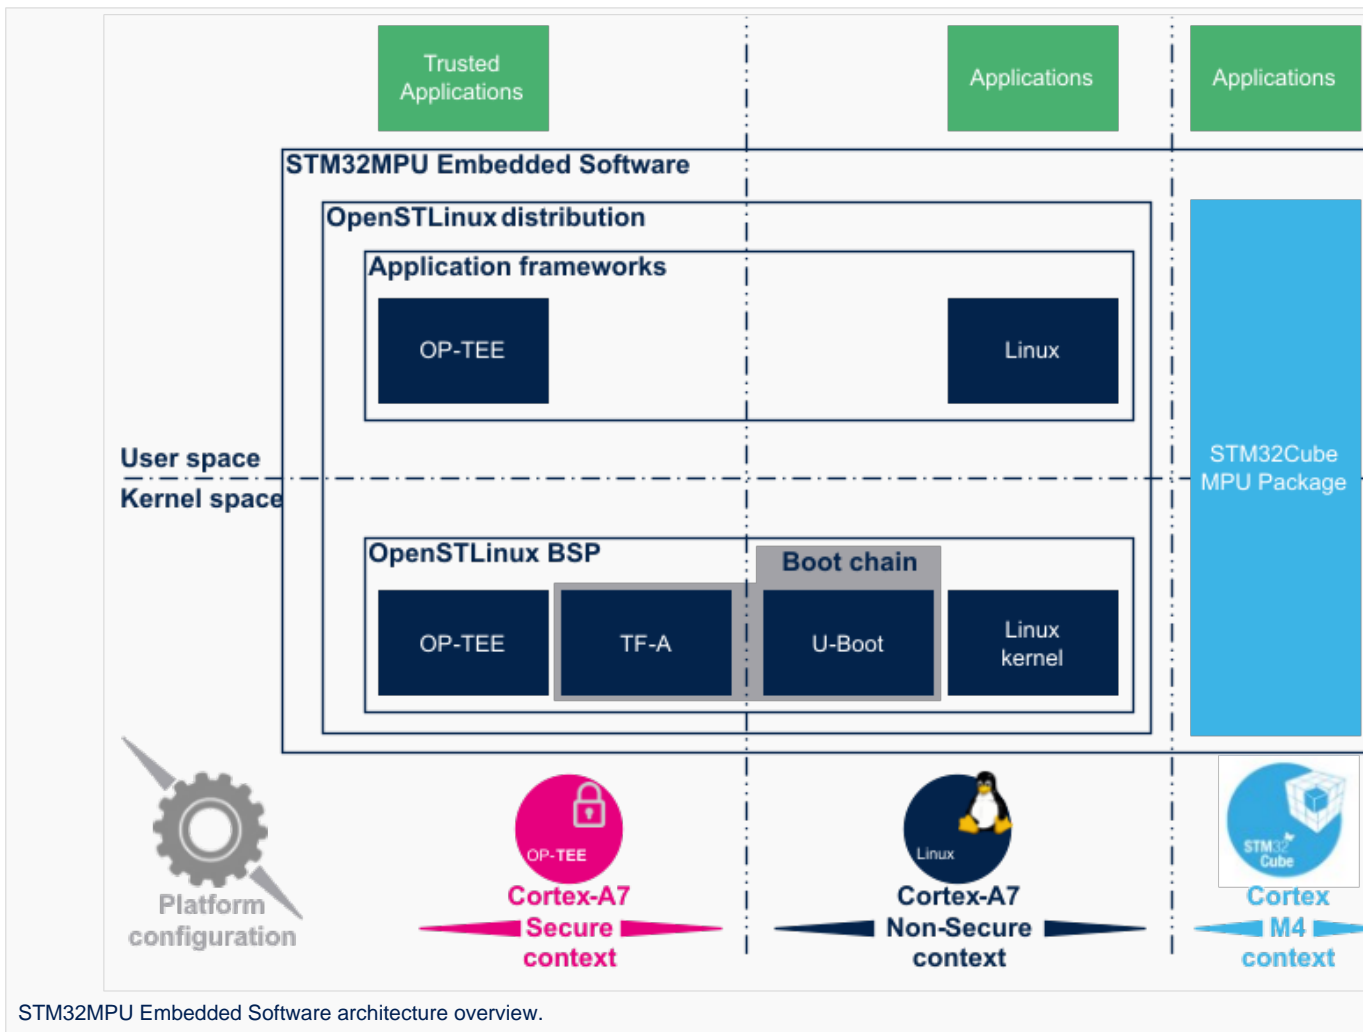 Trusted
Applications
Applications
Applications
STM32MPU Embedded Software
OpenSTLinux distribution
Application frameworks
OP-TEE
Linux
User space
Kernel space
STM32Cube
MPU Package
OpenSTLinux BSP
Boot chain
OP-TEE
TF-A
U-Boot
Linux
kernel
Platform
configuration
OP-TEE
Cortex-A7
Secure
context
Linux
Cortex-A7
Non-Secure
context
STM32
Cube
Cortex
M4
context
STM32MPU Embedded Software architecture overview.